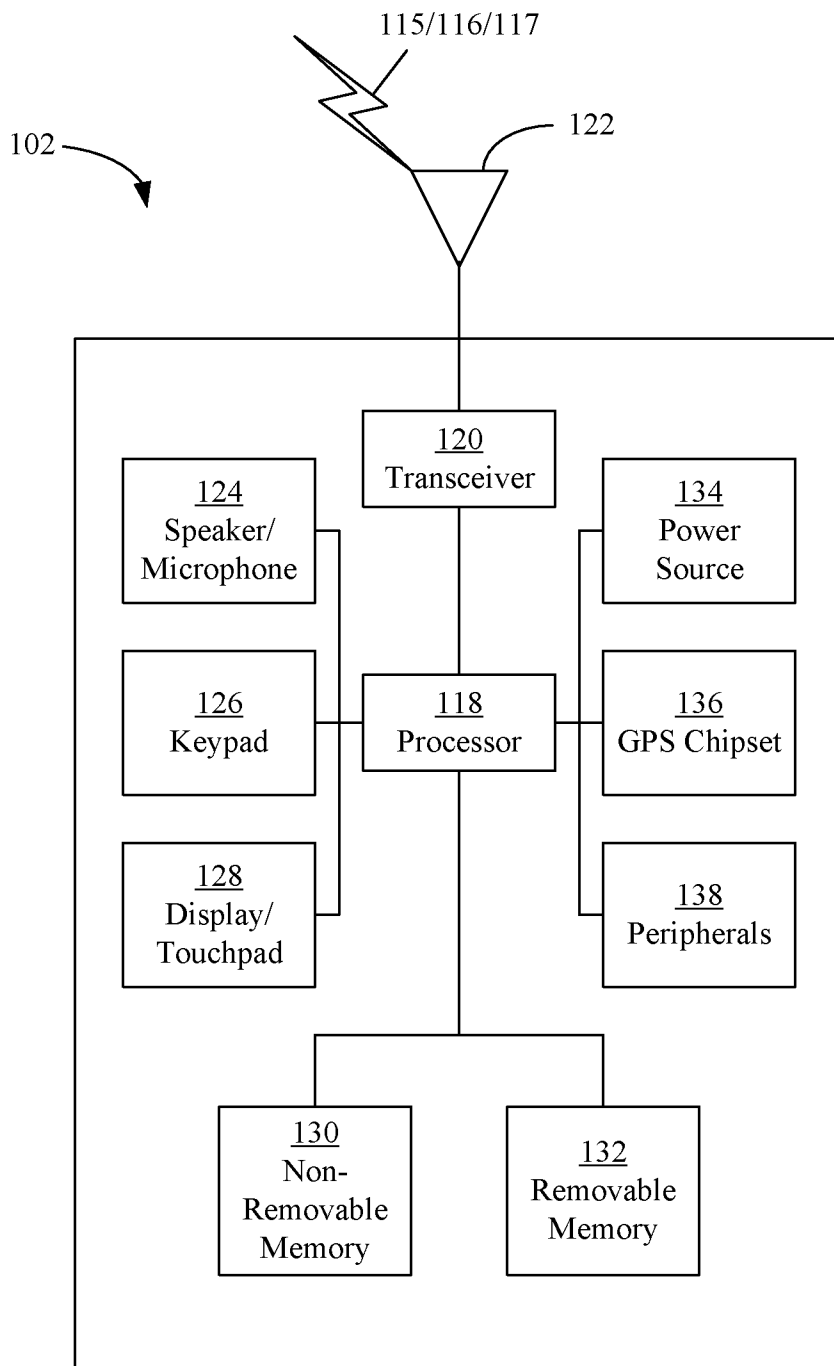 115/116/117
122
102
120
Transceiver
124
Speaker/
Microphone
134
Power
Source
126
Keypad
118
Processor
136
GPS Chipset
128
Display/
Touchpad
138
Peripherals
130
Non-
Removable
Memory
132
Removable
Memory